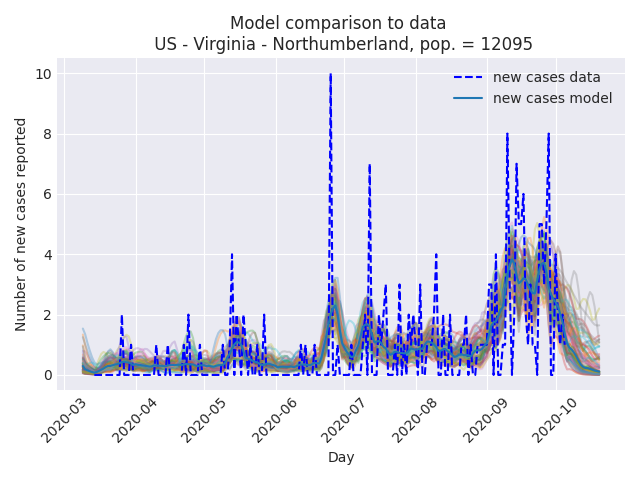 Model comparison to data
US - Virginia - Northumberland, pop. = 12095
new cases data
new cases model
Number of new cases reported
10
8
6
4
2
0
2020-03
2020-04
2020-05
2020-06
2020-07
2020-08
2020-09
2020-10
Day